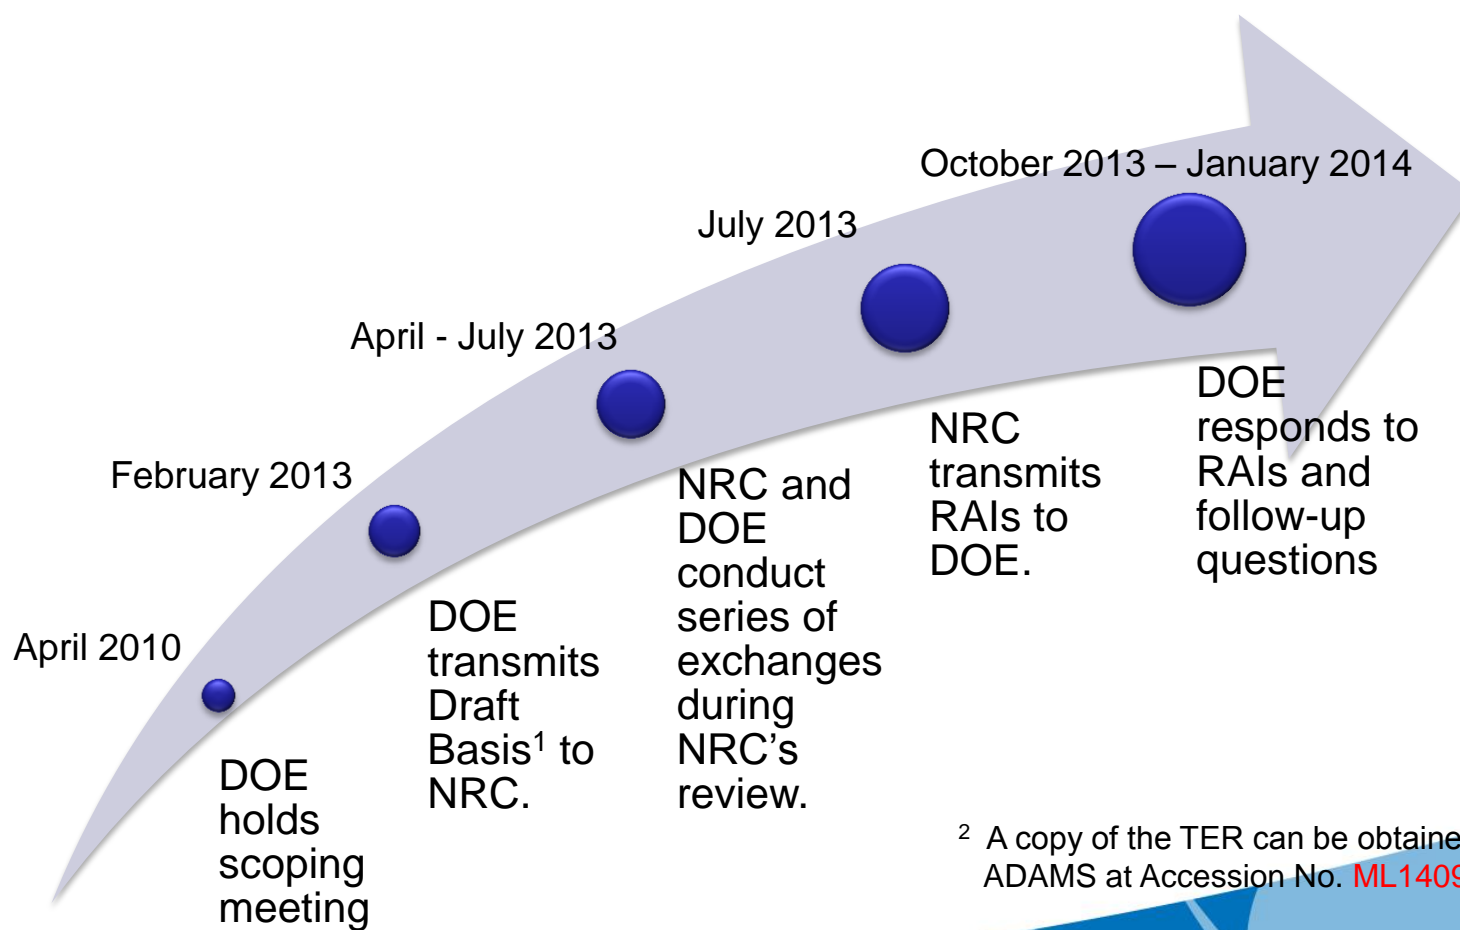 April 2010
DOE
holds
scoping
meeting
February 2013
DOE
transmits
Draft
Basis¹ to
NRC.
April - July 2013
NRC and
DOE
conduct
series of
exchanges
during
NRC's
review.
July 2013
NRC
transmits
RAIs to
DOE.
October 2013 – January 2014
DOE
responds to
RAIs and
follow-up
questions
² A copy of the TER can be
ADAMS at Accession No.